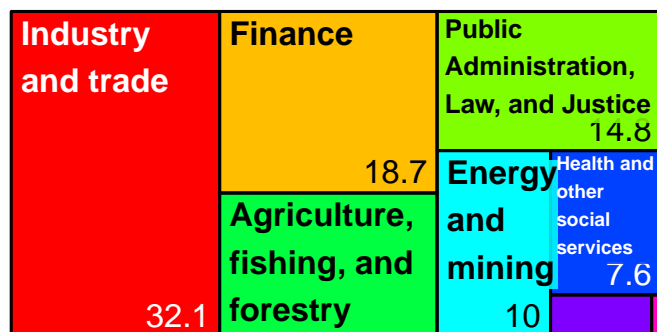 Industry
and trade
32.1
Finance
18.7
Agriculture,
fishing, and
forestry
Public
Administration,
Law, and Justice
14.8
Energy
and
mining
10
Health and
other
social
services
7.6